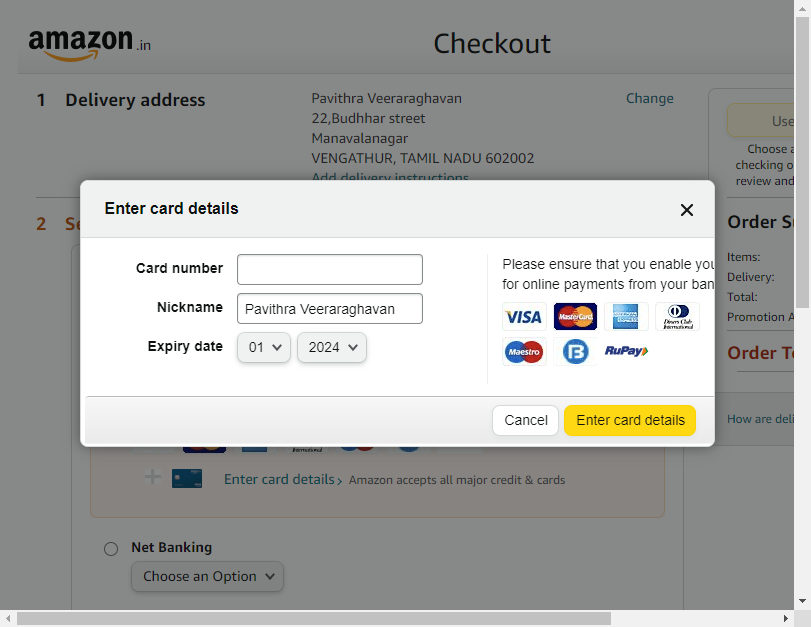 amazon.in
Checkout
1 Delivery address
Pavithra Veeraraghavan
22,Budhhar street
Manavalanagar
VENGATHUR, TAMIL NADU 602002
Add delivery instructions
Change
Use
Choose a
checking o
review and
2 Se
Enter card details
Card number
Nickname
Pavithra Veeraraghavan
Expiry date
01
2024
Please ensure that you enable you
for online payments from your ban
VISA
MasterCard
Diners Club
International
Maestro
B
RuPay
Cancel
Enter card details
Order Su
Items:
Delivery:
Total:
Promotion A
Order To
How are deli
Enter card details
Amazon accepts all major credit & cards
Net Banking
Choose an Option